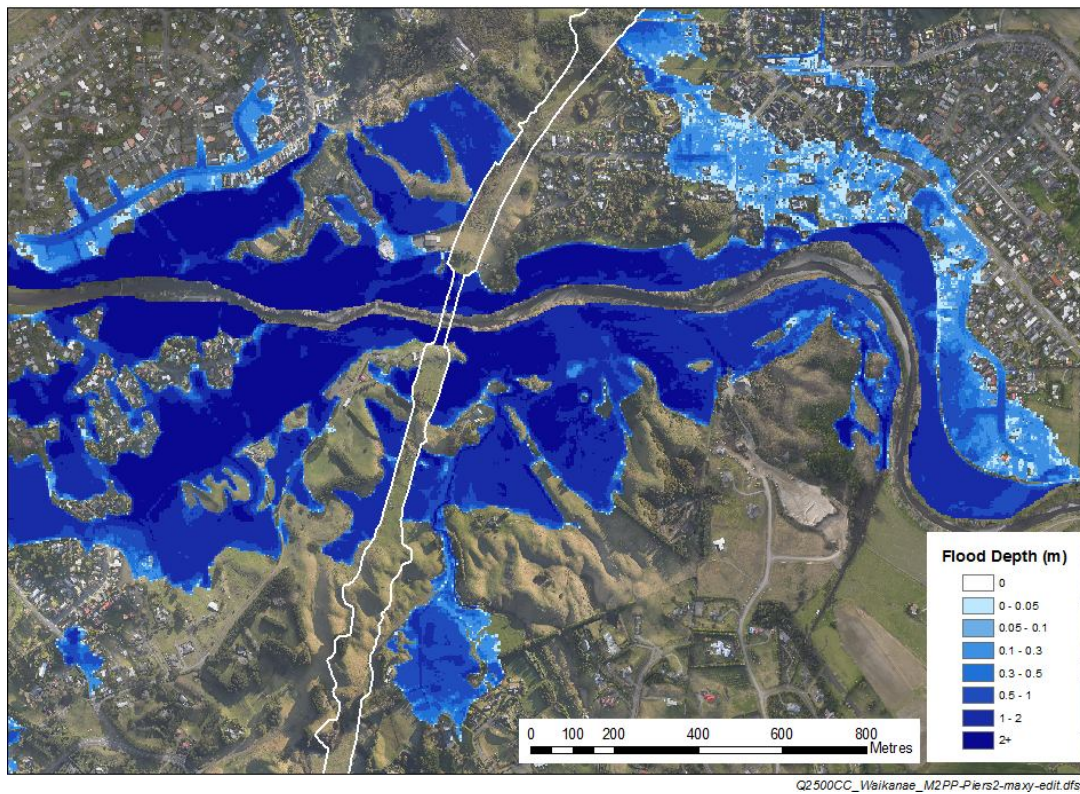 Flood Depth (m)
0
0 - 0.05
0.05 - 0.1
0.1 - 0.3
0.3 - 0.5
0.5 - 1
1 - 2
2+
0 100 200 400 600 800
Metres
Q2500CC_Waikanae_M2PP-Piers2-maxy-edit.dfs